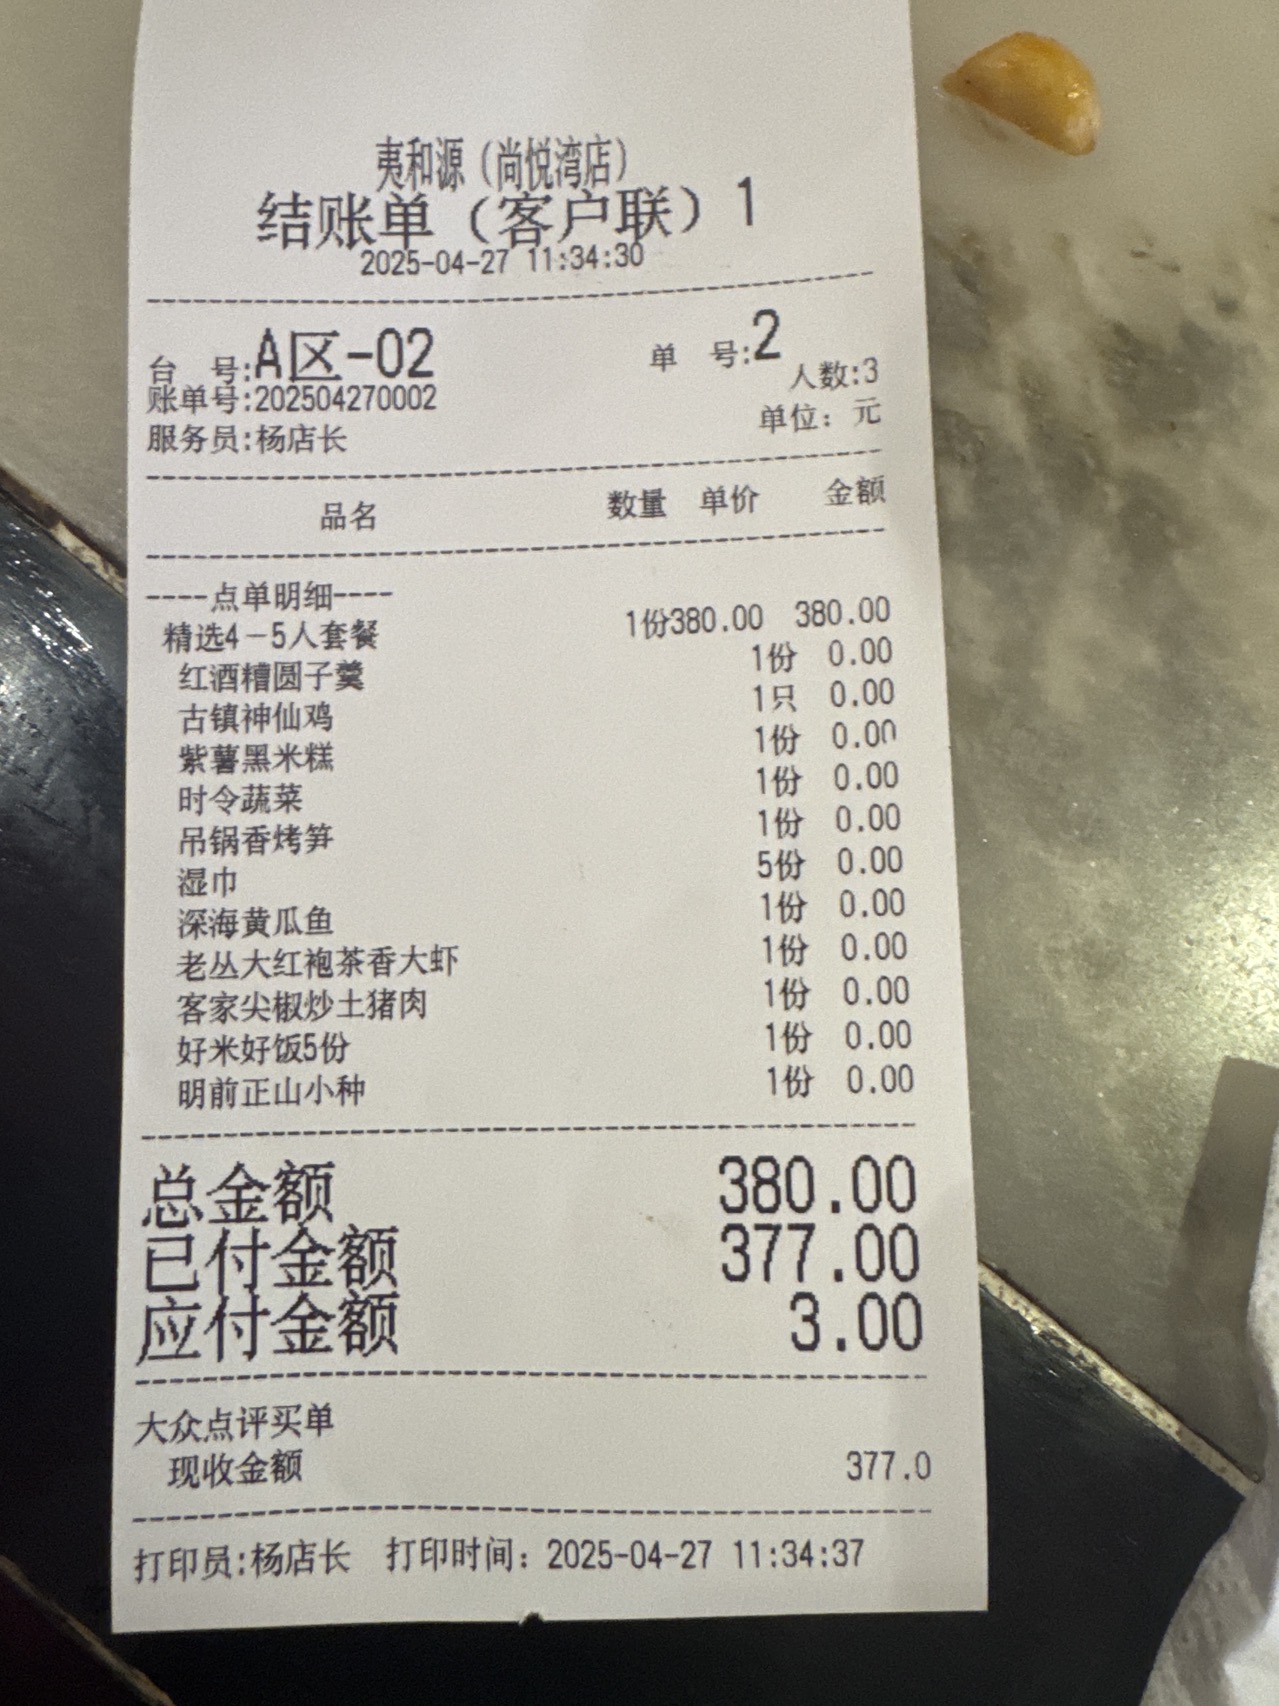 夷和源（尚悦湾店）
结账单（客户联）1
2025-04-27 11:34:30
台 号:A区-02 单 号:2
账单号:202504270002 人数:3
服务员:杨店长 单位：元
品名 数量 单价 金额
----点单明细----
精选4－5人套餐 1份380.00 380.00
红酒糟圆子羹 1份 0.00
古镇神仙鸡 1只 0.00
紫薯黑米糕 1份 0.00
时令蔬菜 1份 0.00
吊锅香烤笋 1份 0.00
湿巾 5份 0.00
深海黄瓜鱼 1份 0.00
老丛大红袍茶香大虾 1份 0.00
客家尖椒炒土猪肉 1份 0.00
好米好饭5份 1份 0.00
明前正山小种 1份 0.00
总金额 380.00
已付金额 377.00
应付金额 3.00
大众点评买单
现收金额 377.0
打印员:杨店长 打印时间：2025-04-27 11:34:37